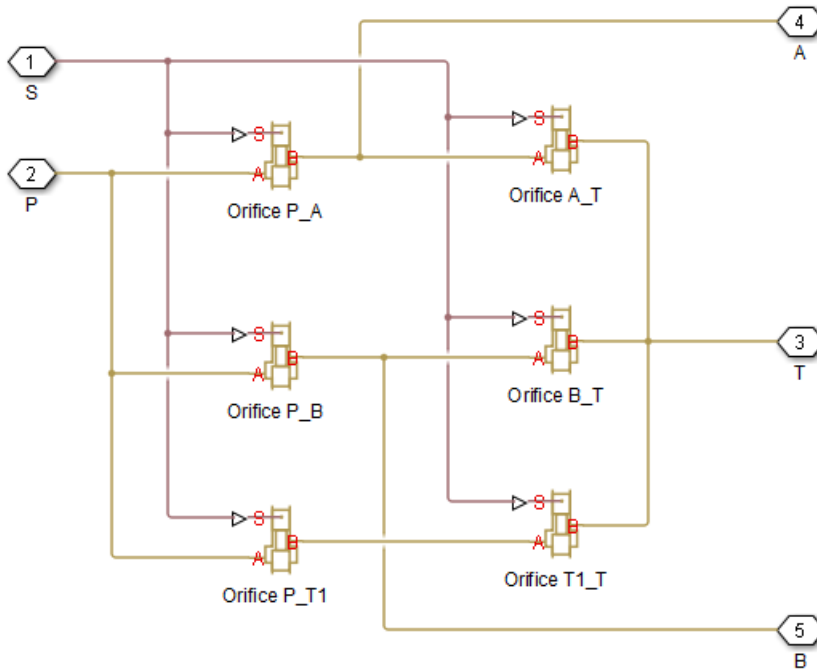 4
A
1
S
S
B
A
Orifice P_A
S
B
A
Orifice A_T
2
P
S
B
A
Orifice P_B
S
B
A
Orifice B_T
3
T
S
B
A
Orifice P_T1
S
B
A
Orifice T1_T
5
B